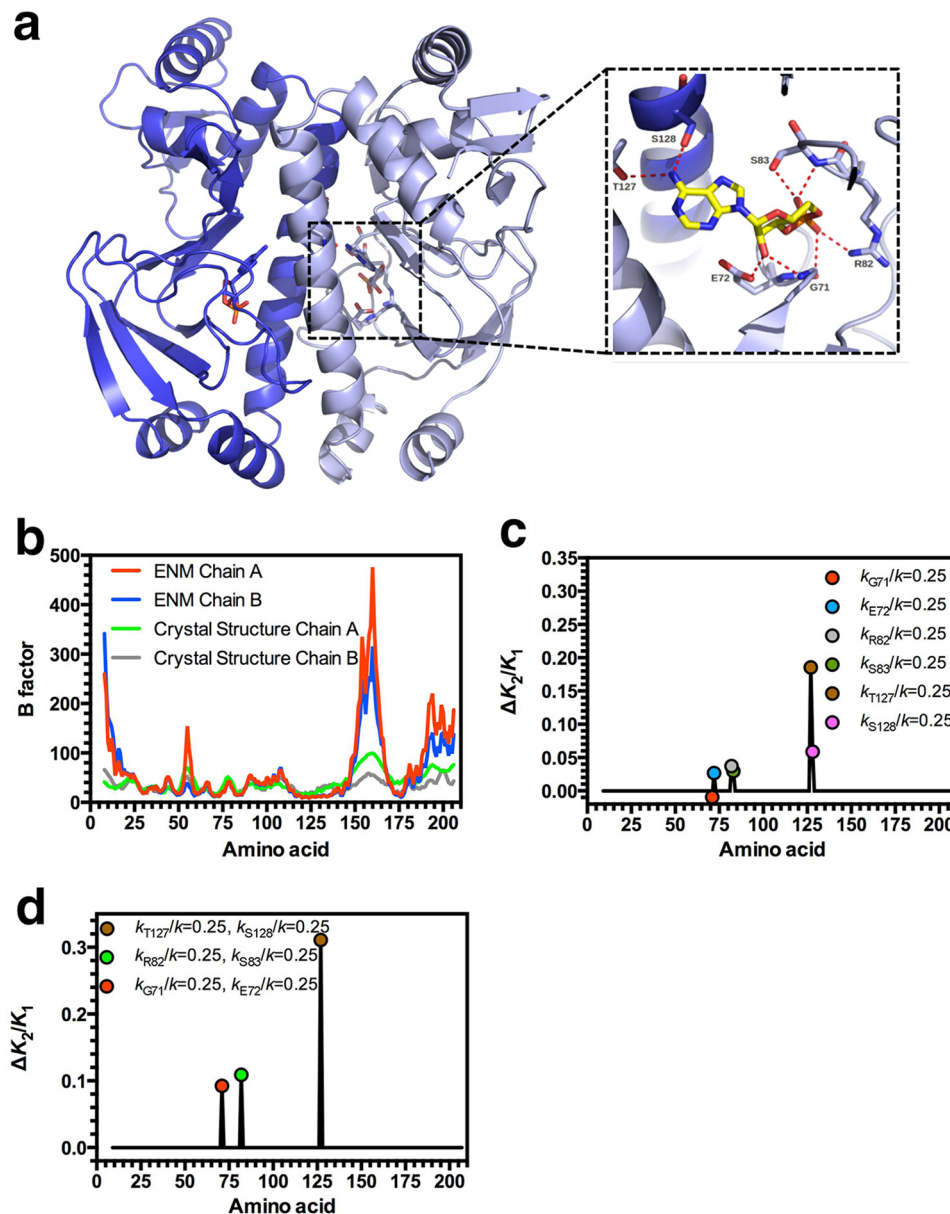 a
S128
T127
S83
E72
R82
G71
b
500
400
300
200
100
0
B factor
ENM Chain A
ENM Chain B
Crystal Structure Chain A
Crystal Structure Chain B
0 25 50 75 100 125 150 175 200
Amino acid
c
0.35
0.30
0.25
0.20
0.15
0.10
0.05
0.00
ΔK2/K1
kG71/k=0.25
kE72/k=0.25
kR82/k=0.25
kS83/k=0.25
kT127/k=0.25
kS128/k=0.25
0 25 50 75 100 125 150 175 200
Amino acid
d
0.3
0.2
0.1
0.0
ΔK2/K1
kT127/k=0.25, kS128/k=0.25
kR82/k=0.25, kS83/k=0.25
kG71/k=0.25, kE72/k=0.25
0 25 50 75 100 125 150 175 200
Amino acid